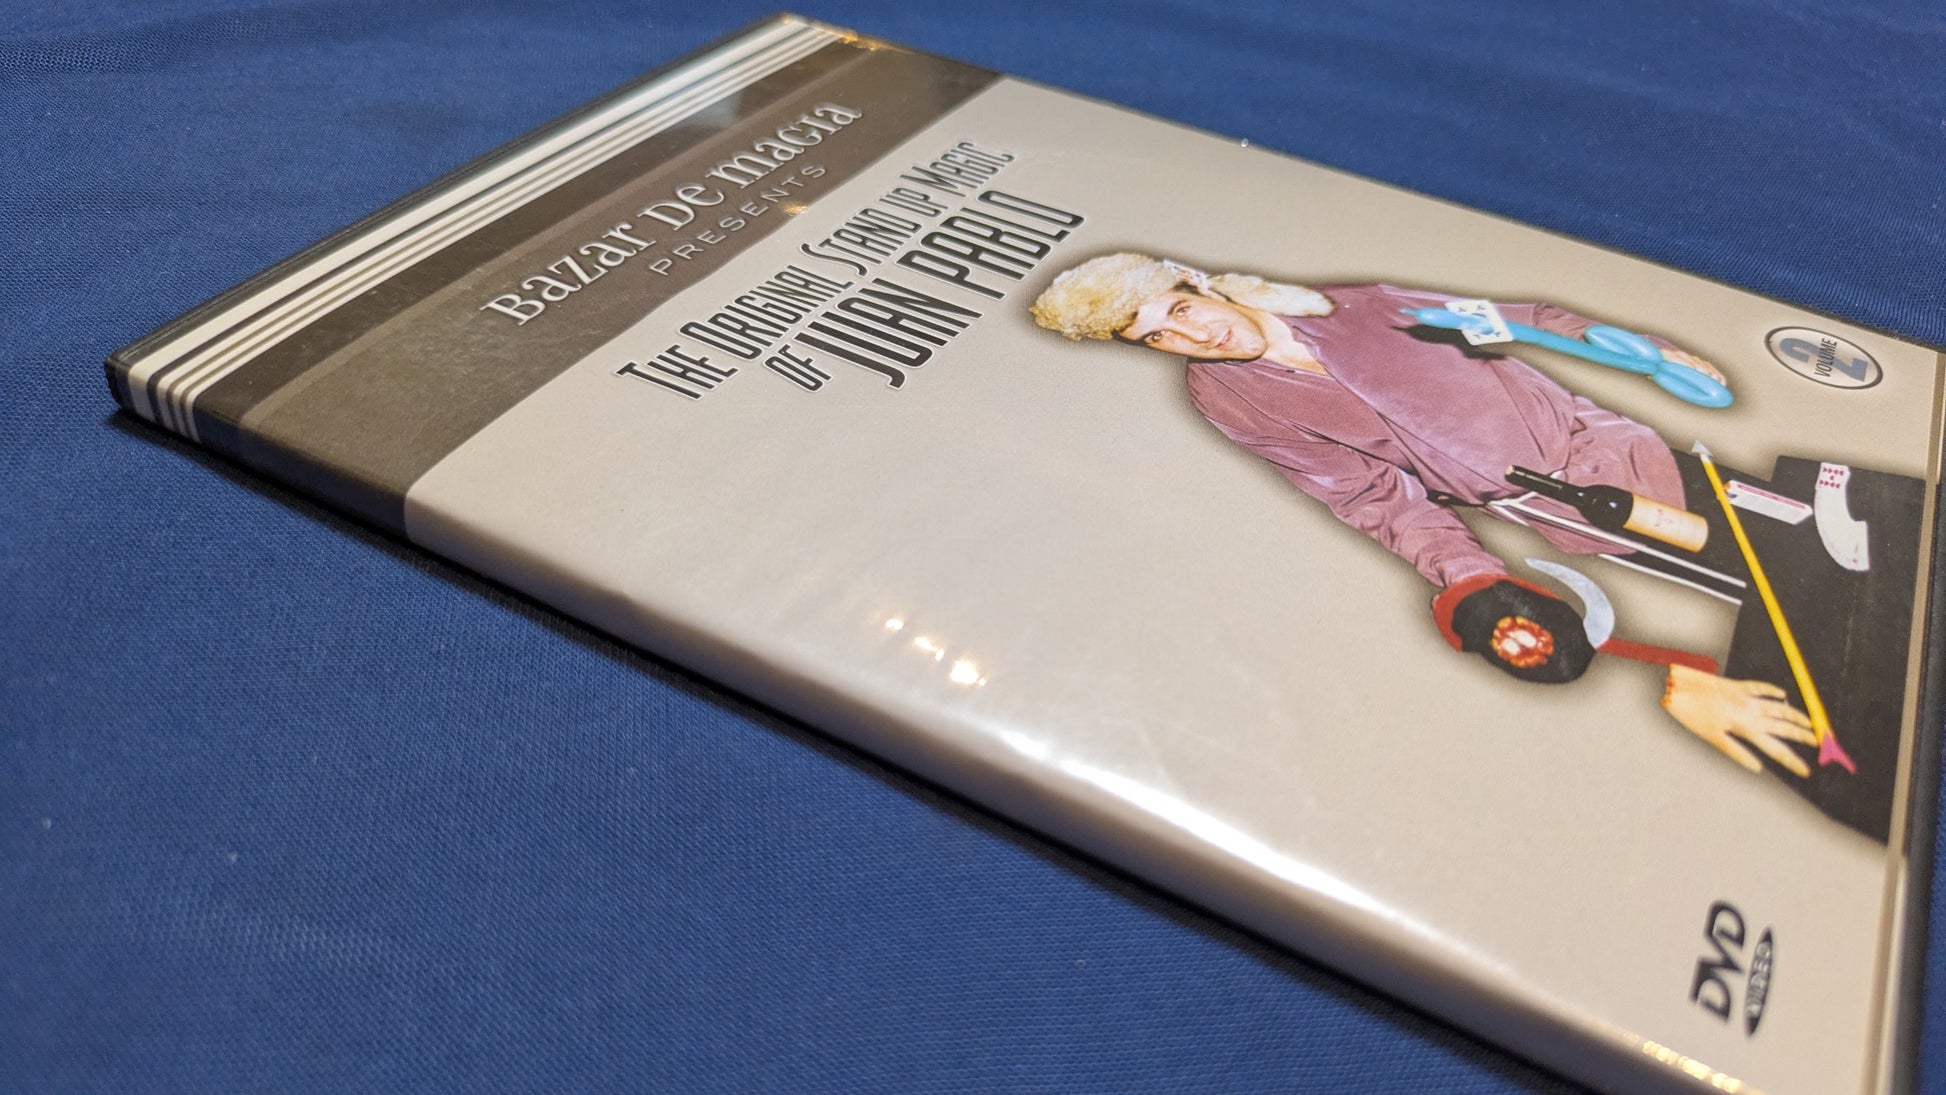 Bazar De Magia
PRESENTS
THE ORIGINAL STAND UP MAGIC
OF JUAN PABLO
VOLUME 2
DVD
VIDEO